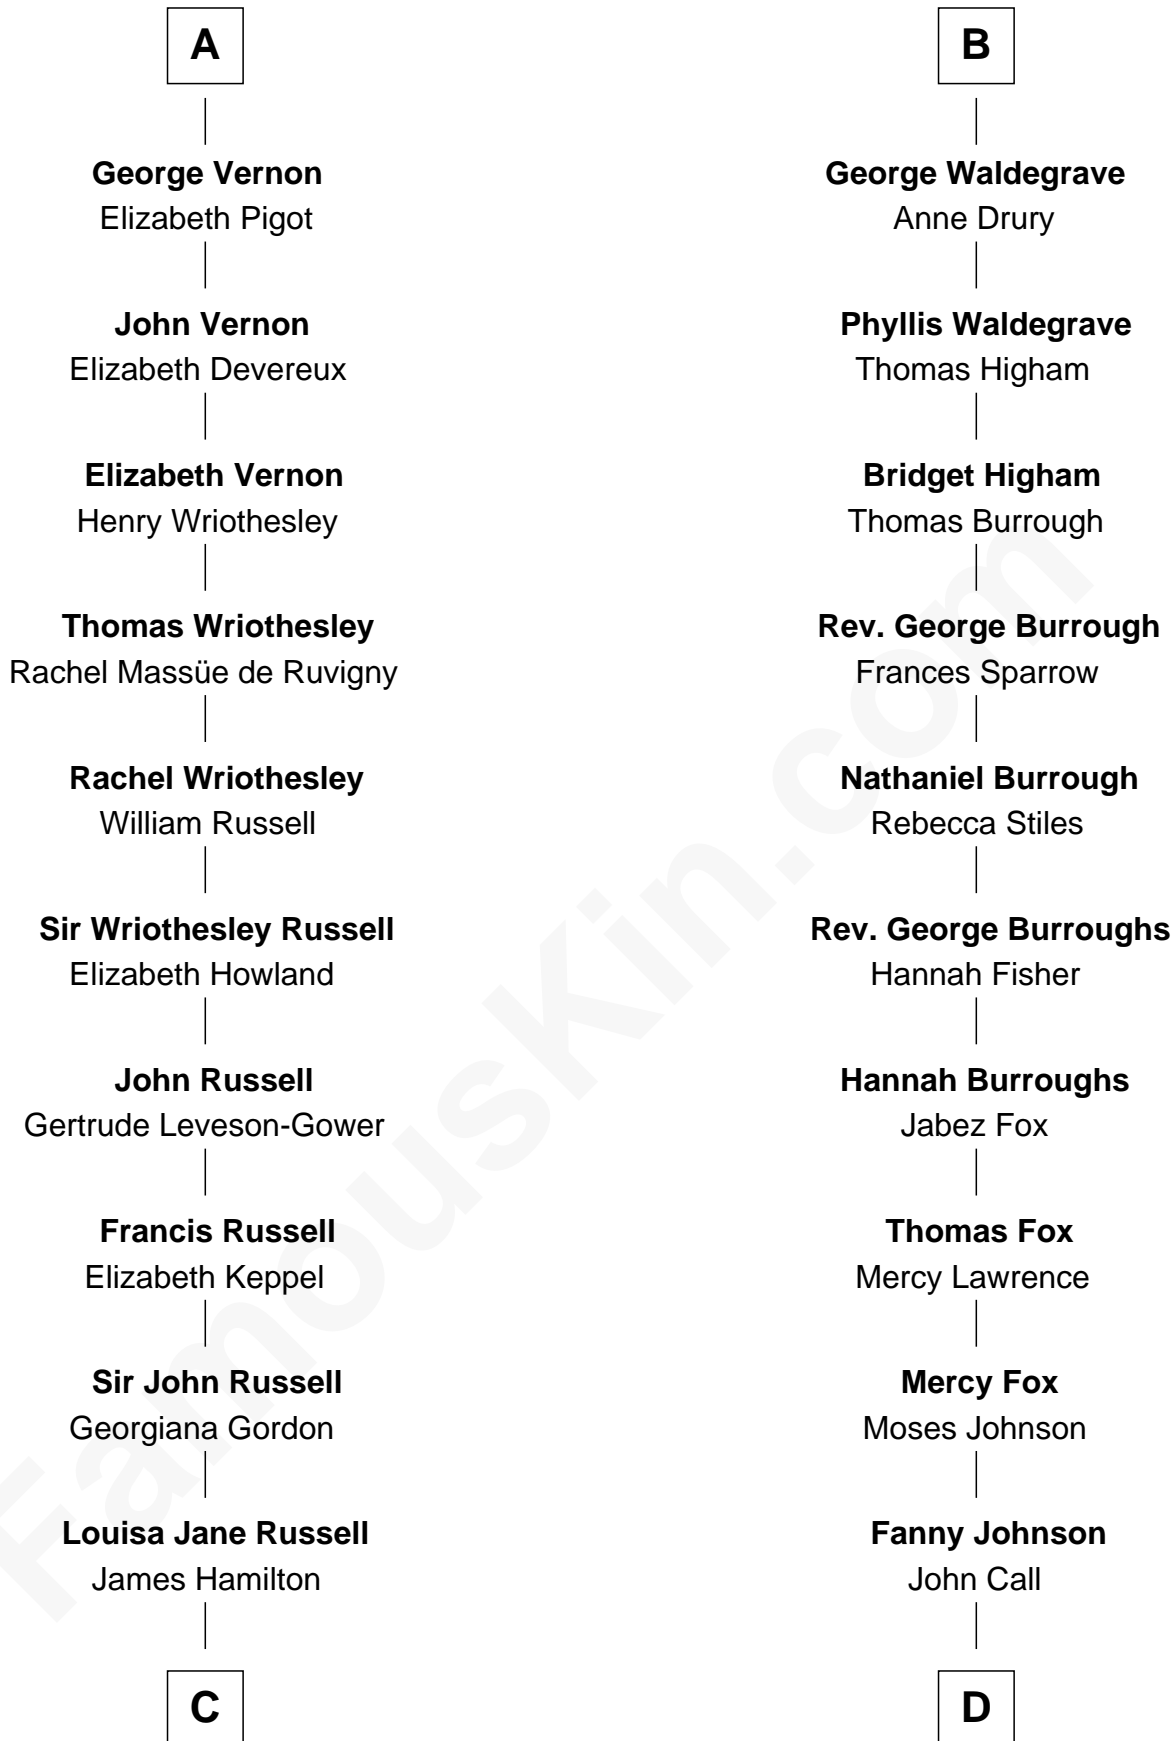 A
George Vernon
Elizabeth Pigot
John Vernon
Elizabeth Devereux
Elizabeth Vernon
Henry Wriothesley
Thomas Wriothesley
Rachel Massüe de Ruvigny
Rachel Wriothesley
William Russell
Sir Wriothesley Russell
Elizabeth Howland
John Russell
Gertrude Leveson-Gower
Francis Russell
Elizabeth Keppel
Sir John Russell
Georgiana Gordon
Louisa Jane Russell
James Hamilton
C
B
George Waldegrave
Anne Drury
Phyllis Waldegrave
Thomas Higham
Bridget Higham
Thomas Burrough
Rev. George Burrough
Frances Sparrow
Nathaniel Burrough
Rebecca Stiles
Rev. George Burroughs
Hannah Fisher
Hannah Burroughs
Jabez Fox
Thomas Fox
Mercy Lawrence
Mercy Fox
Moses Johnson
Fanny Johnson
John Call
D
FamousKin.com